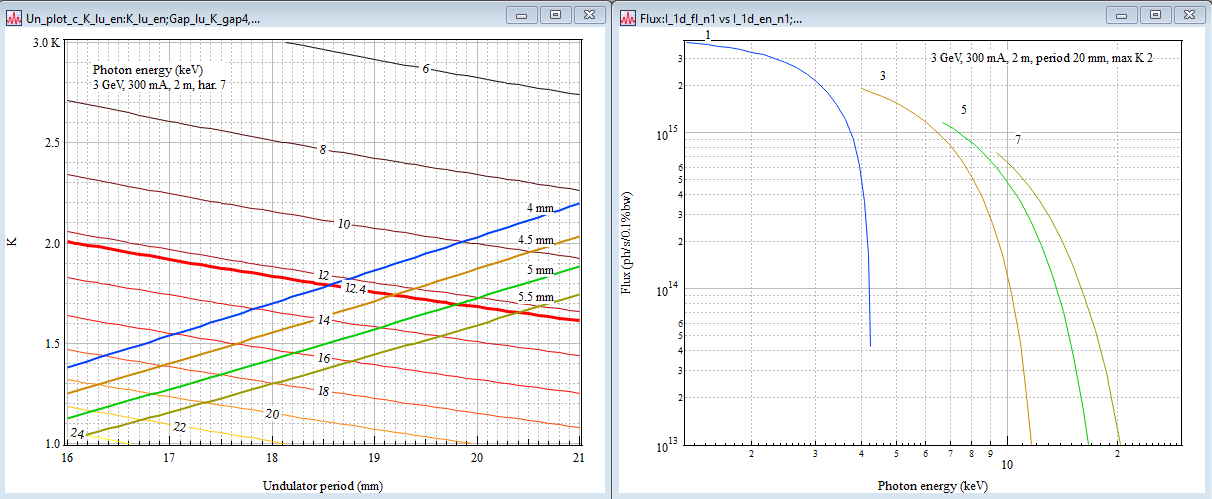 Un_plot_c_K_lu_en:K_lu_en;Gap_lu_K_gap4,...
3.0 K
2.5
2.0
1.5
1.0
K
Photon energy (keV)
3 GeV, 300 mA, 2 m, har. 7
6
8
10
12
12.4
14
16
18
20
22
24
4 mm
4.5 mm
5 mm
5.5 mm
16 17 18 19 20 21
Undulator period (mm)
Flux:I_1d_fl_n1 vs I_1d_en_n1;...
3 GeV, 300 mA, 2 m, period 20 mm, max K 2
1
3
5
7
Flux (ph/s/0.1%bw)
3
2
10^15
6
5
4
3
2
10^14
6
5
4
3
2
10^13
2 3 4 5 6 7 8 9 10 2
Photon energy (keV)